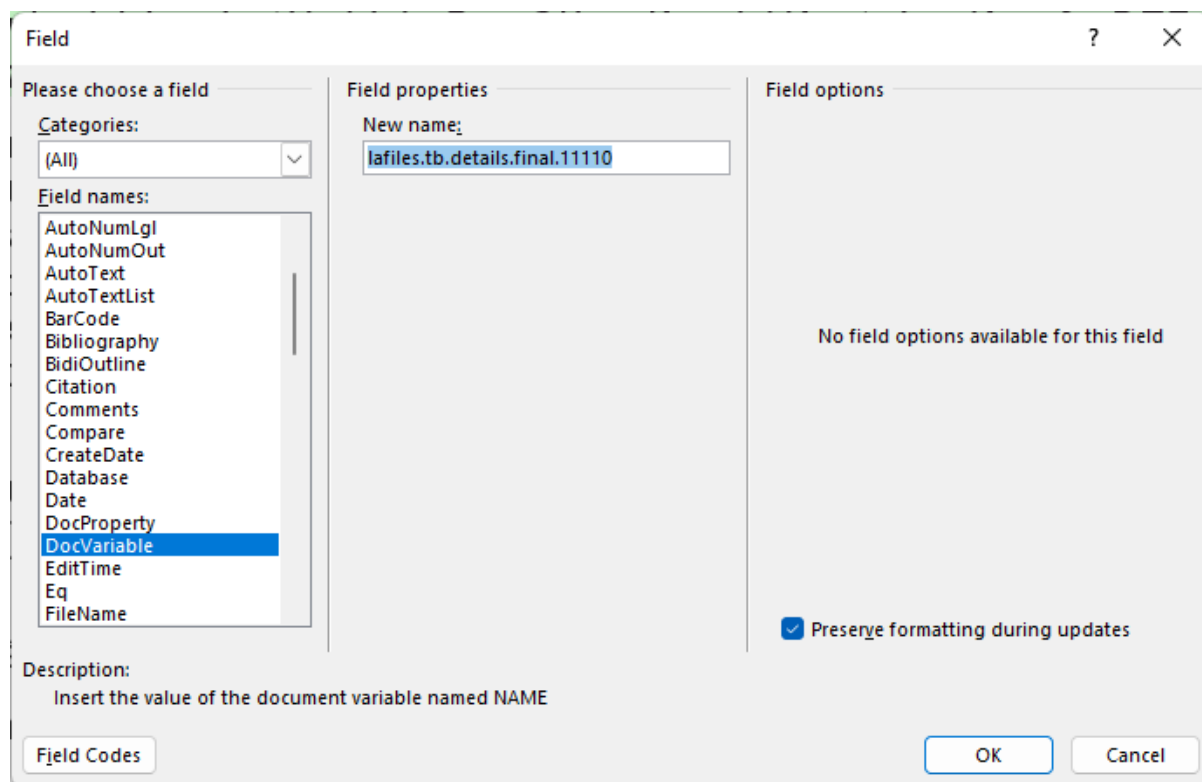 Field
?
Please choose a field
Categories:
(All)
Field names:
AutoNumLgl
AutoNumOut
AutoText
AutoTextList
BarCode
Bibliography
BidiOutline
Citation
Comments
Compare
CreateDate
Database
Date
DocProperty
DocVariable
EditTime
Eq
FileName
Description:
Insert the value of the document variable named NAME
Field Codes
Field properties
New name:
lafiles.tb.details.final.11110
Field options
No field options available for this field
Preserve formatting during updates
OK
Cancel